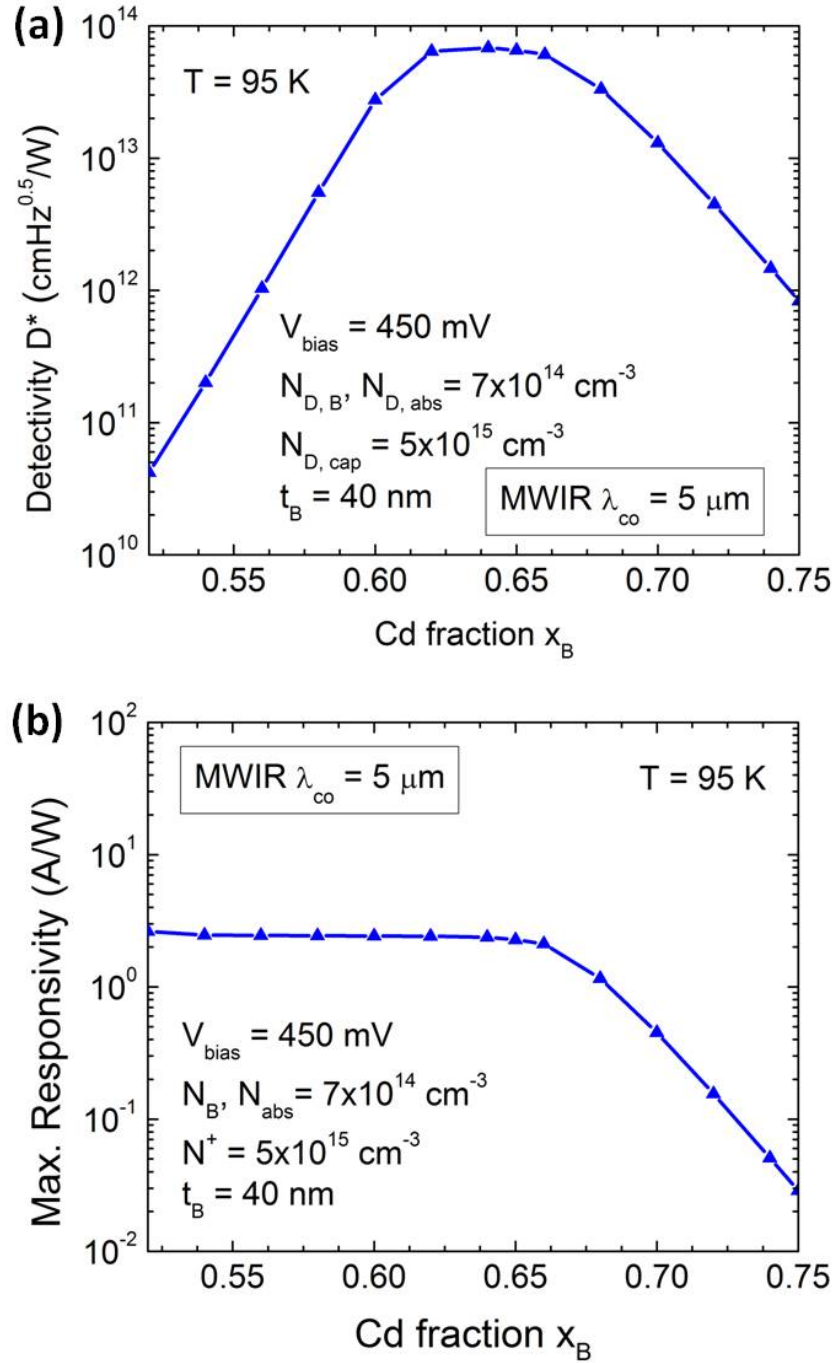 (a)
10^14
10^13
10^12
10^11
10^10
Detectivity D* (cmHz^0.5/W)
T = 95 K
V_bias = 450 mV
N_D, B, N_D, abs = 7x10^14 cm^-3
N_D, cap = 5x10^15 cm^-3
t_B = 40 nm
MWIR λ_co = 5 μm
0.55 0.60 0.65 0.70 0.75
Cd fraction x_B
(b)
10^2
10^1
10^0
10^-1
10^-2
Max. Responsivity (A/W)
MWIR λ_co = 5 μm
T = 95 K
V_bias = 450 mV
N_B, N_abs = 7x10^14 cm^-3
N^+ = 5x10^15 cm^-3
t_B = 40 nm
0.55 0.60 0.65 0.70 0.75
Cd fraction x_B